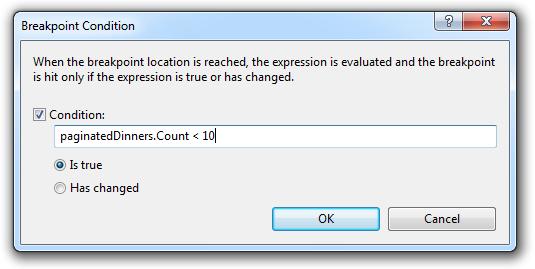 Breakpoint Condition
When the breakpoint location is reached, the expression is evaluated and the breakpoint
is hit only if the expression is true or has changed.
Condition:
paginatedDinners.Count < 10
Is true
Has changed
OK Cancel